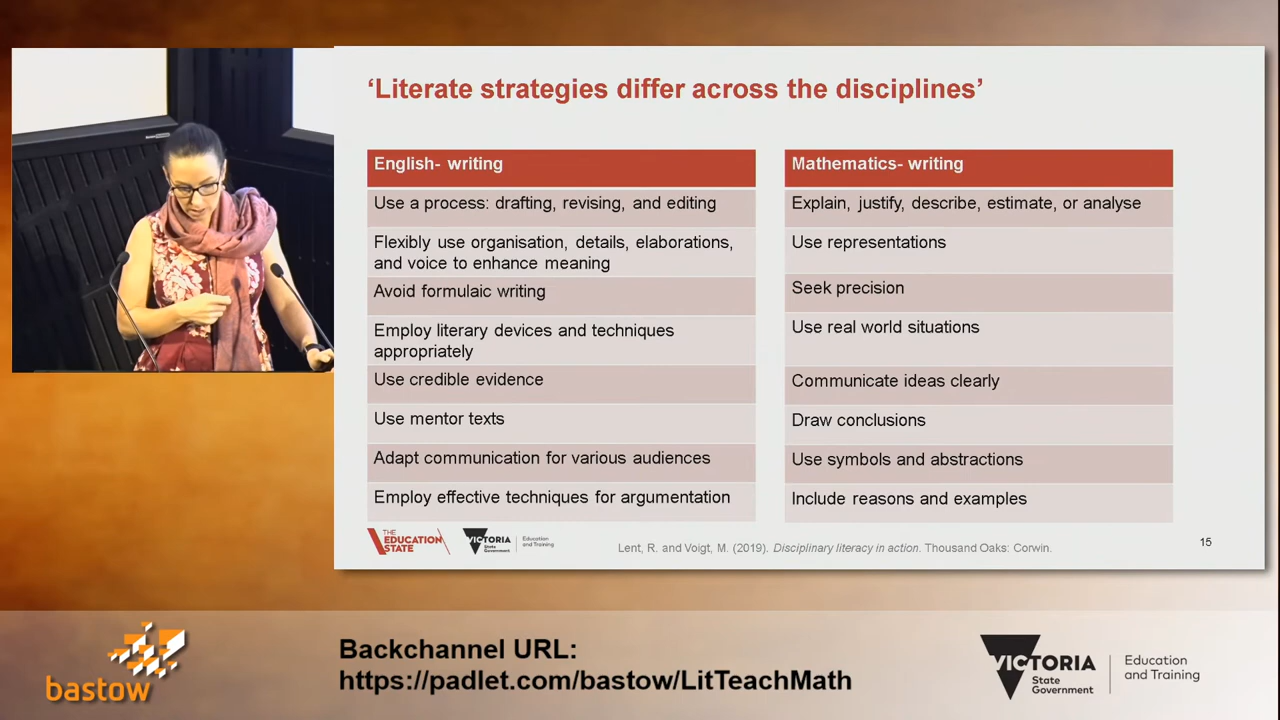 ‘Literate strategies differ across the disciplines’
English- writing
Use a process: drafting, revising, and editing
Flexibly use organisation, details, elaborations,
and voice to enhance meaning
Avoid formulaic writing
Employ literary devices and techniques
appropriately
Use credible evidence
Use mentor texts
Adapt communication for various audiences
Employ effective techniques for argumentation
Mathematics- writing
Explain, justify, describe, estimate, or analyse
Use representations
Seek precision
Use real world situations
Communicate ideas clearly
Draw conclusions
Use symbols and abstractions
Include reasons and examples
THE
EDUCATION
STATE
VICTORIA
State
Government
Education
and Training
Lent, R. and Voigt, M. (2019). Disciplinary literacy in action. Thousand Oaks: Corwin.
15
bastow
Backchannel URL:
https://padlet.com/bastow/LitTeachMath
VICTORIA
State
Government
Education
and Training